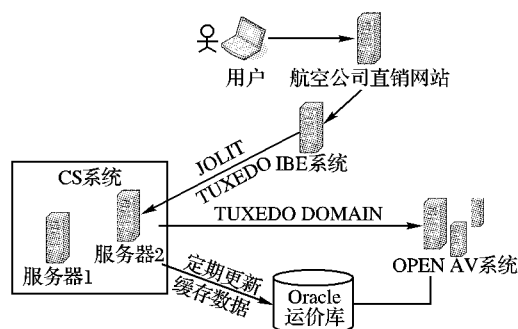 用户
航空公司直销网站
JOLIT
TUXEDO IBE系统
CS系统
TUXEDO DOMAIN
服务器1
服务器2
OPEN AV系统
定期更新
缓存数据
Oracle
运价库